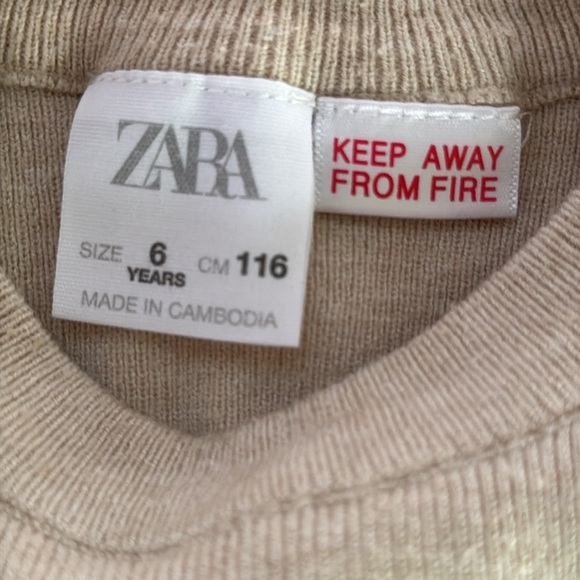 ZARA
SIZE 6 YEARS CM 116
MADE IN CAMBODIA
KEEP AWAY
FROM FIRE